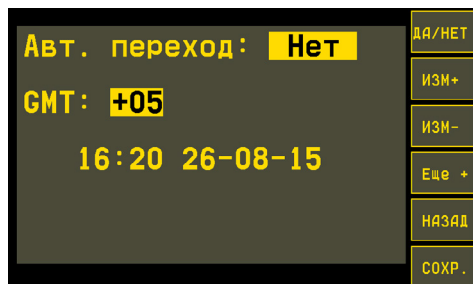 Авт. переход: Нет
GMT: +05
16:20 26-08-15
ДА/НЕТ
ИЗМ+
ИЗМ-
Еще +
НАЗАД
СОХР.